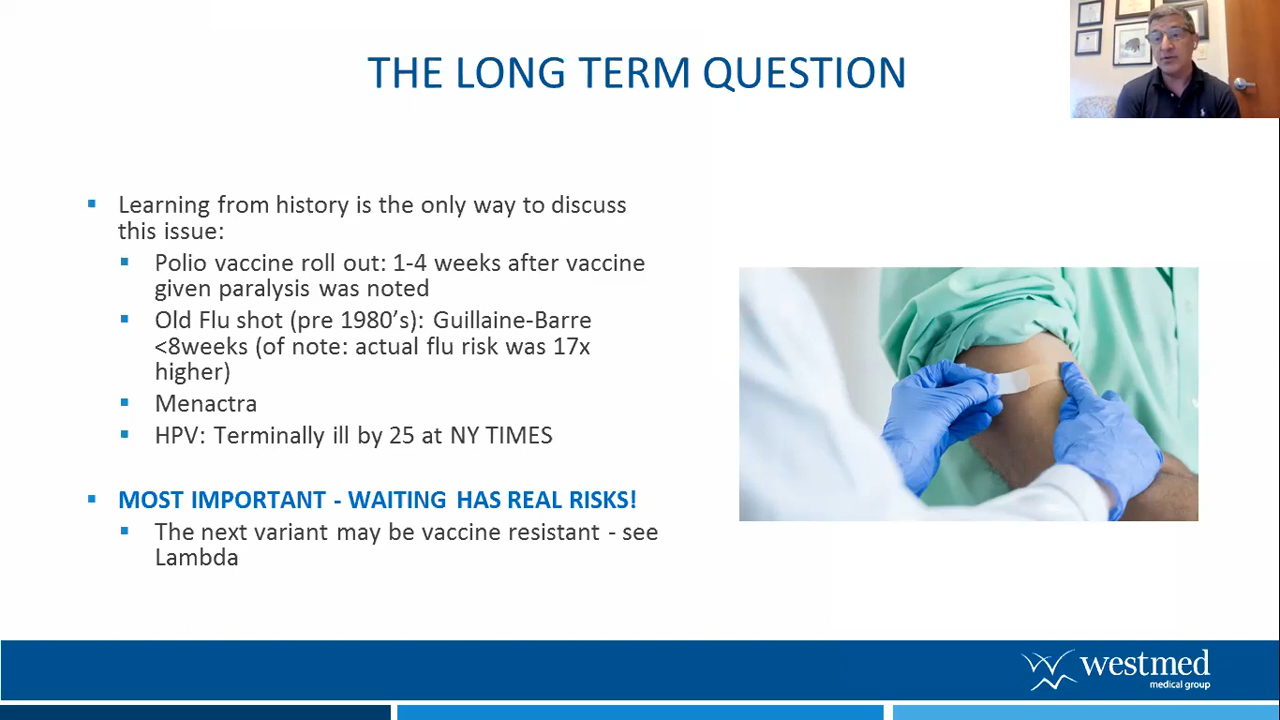 THE LONG TERM QUESTION
Learning from history is the only way to discuss
this issue:
Polio vaccine roll out: 1-4 weeks after vaccine
given paralysis was noted
Old Flu shot (pre 1980's): Guillaine-Barre
<8weeks (of note: actual flu risk was 17x
higher)
Menactra
HPV: Terminally ill by 25 at NY TIMES
MOST IMPORTANT - WAITING HAS REAL RISKS!
The next variant may be vaccine resistant - see
Lambda
westmed
medical group